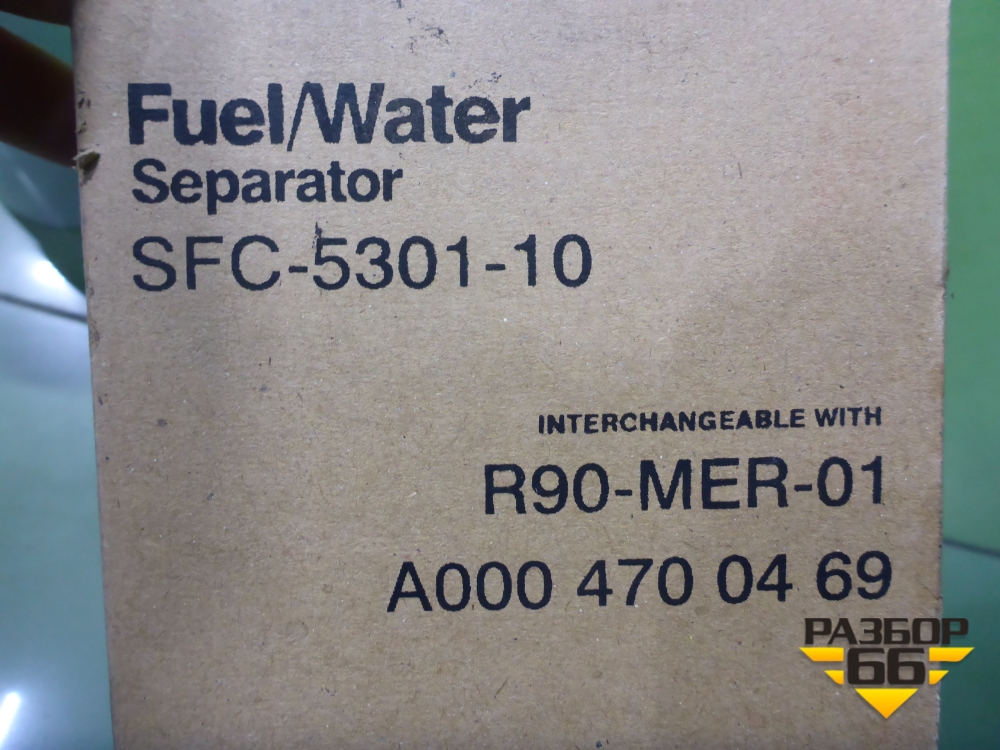 Fuel/Water
Separator
SFC-5301-10
INTERCHANGEABLE WITH
R90-MER-01
A000 470 04 69
РАЗБОР
66